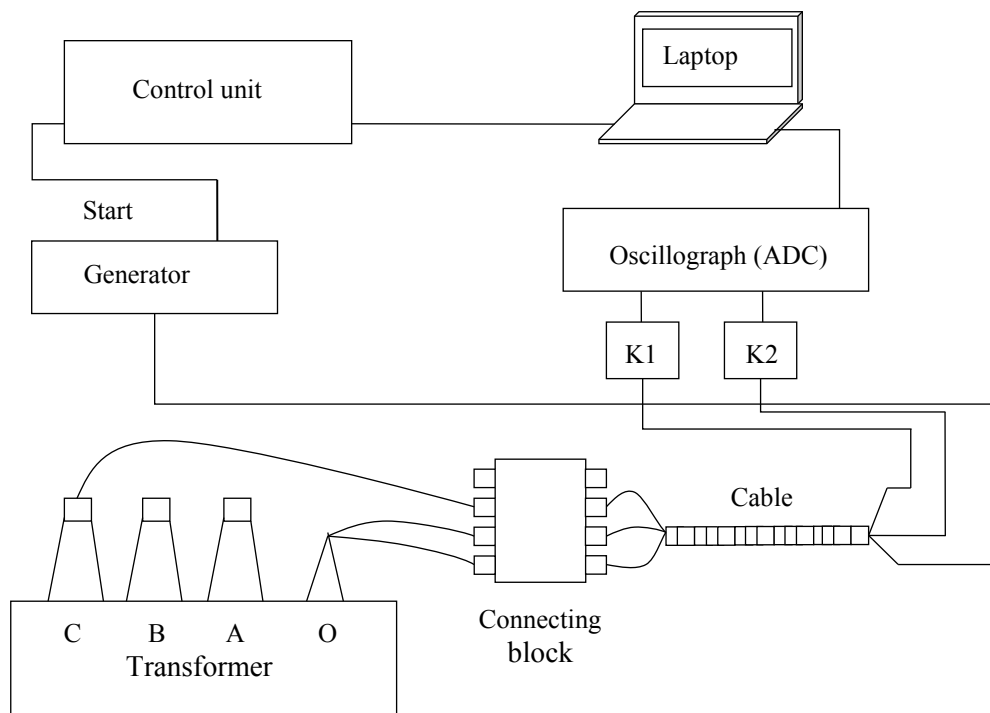 Laptop
Control unit
Start
Oscillograph (ADC)
Generator
K1
K2
Cable
Connecting
block
C
B
A
O
Transformer